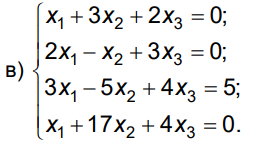 в) x₁ + 3x₂ + 2x₃ = 0;
2x₁ − x₂ + 3x₃ = 0;
3x₁ − 5x₂ + 4x₃ = 5;
x₁ + 17x₂ + 4x₃ = 0.